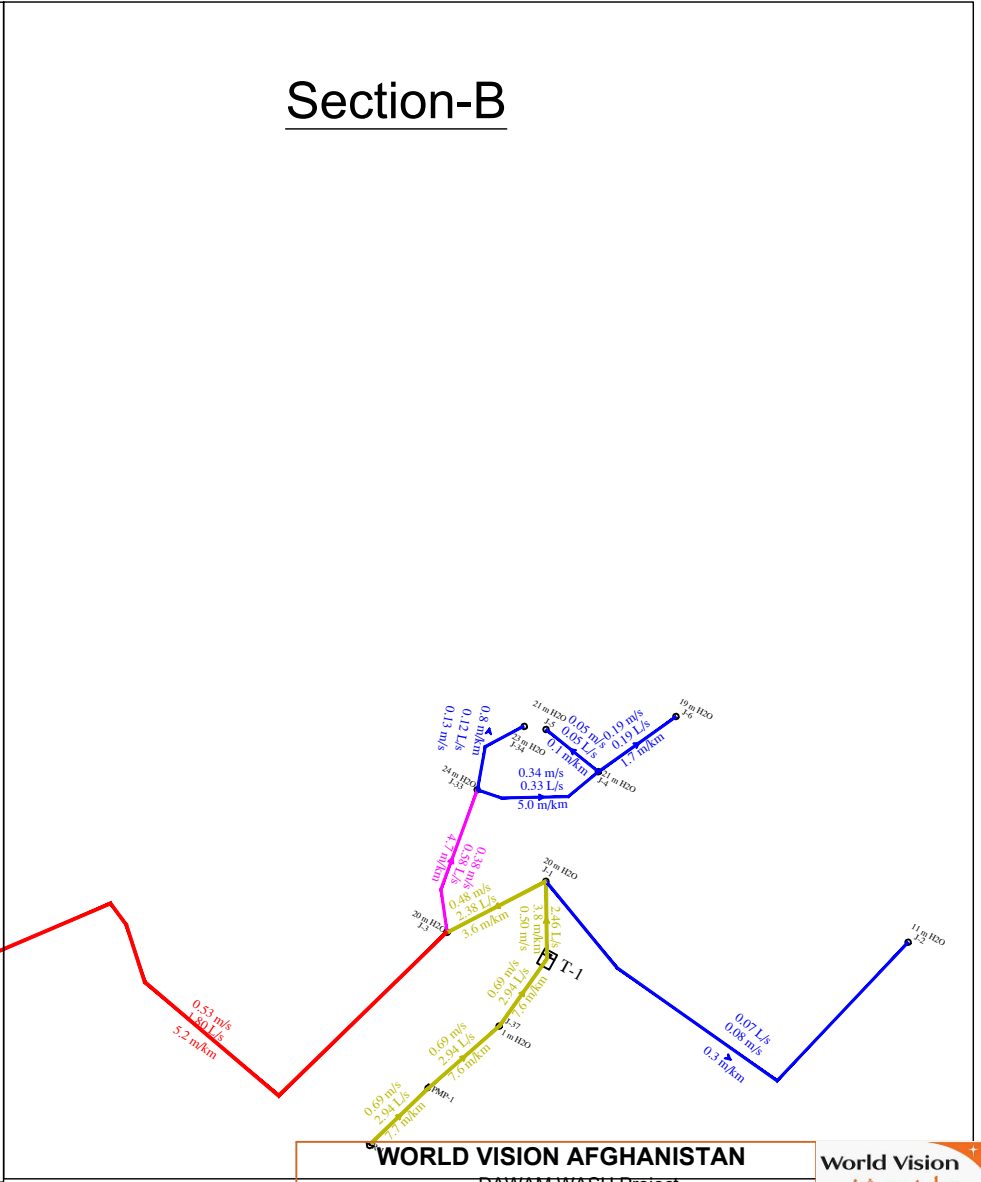 Section-B
21 m H2O
J-5
19 m H2O
J-6
0.8 m/km
0.12 L/s
0.13 m/s
23 m H2O
J-34
0.05 m/s
0.05 L/s
0.1 m/km
0.19 m/s
0.19 L/s
1.7 m/km
24 m H2O
J-33
0.34 m/s
0.33 L/s
5.0 m/km
21 m H2O
J-4
0.38 m/s
0.58 L/s
4.7 m/km
20 m H2O
J-1
20 m H2O
J-3
0.48 m/s
2.38 L/s
3.6 m/km
2.46 L/s
3.8 m/km
0.50 m/s
11 m H2O
J-2
T-1
0.69 m/s
2.94 L/s
7.6 m/km
0.53 m/s
1.80 L/s
5.2 m/km
J-37
1 m H2O
0.07 L/s
0.08 m/s
0.3 m/km
0.69 m/s
2.94 L/s
7.6 m/km
PMP-1
0.69 m/s
2.94 L/s
7.7 m/km
WORLD VISION AFGHANISTAN
DAWAM WASH Project
World Vision